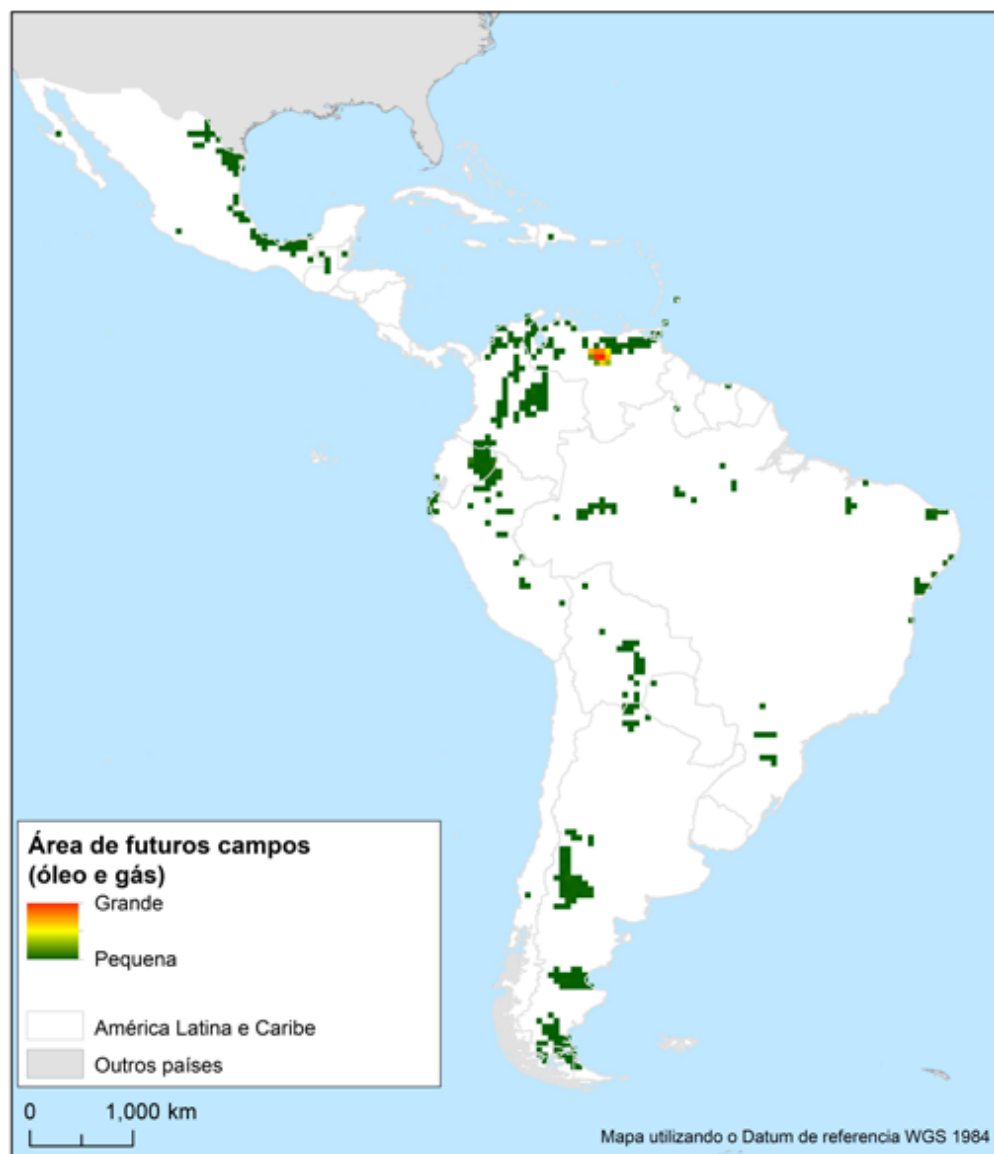 Área de futuros campos
(óleo e gás)
Grande
Pequena
América Latina e Caribe
Outros países
0 1,000 km
Mapa utilizando o Datum de referencia WGS 1984